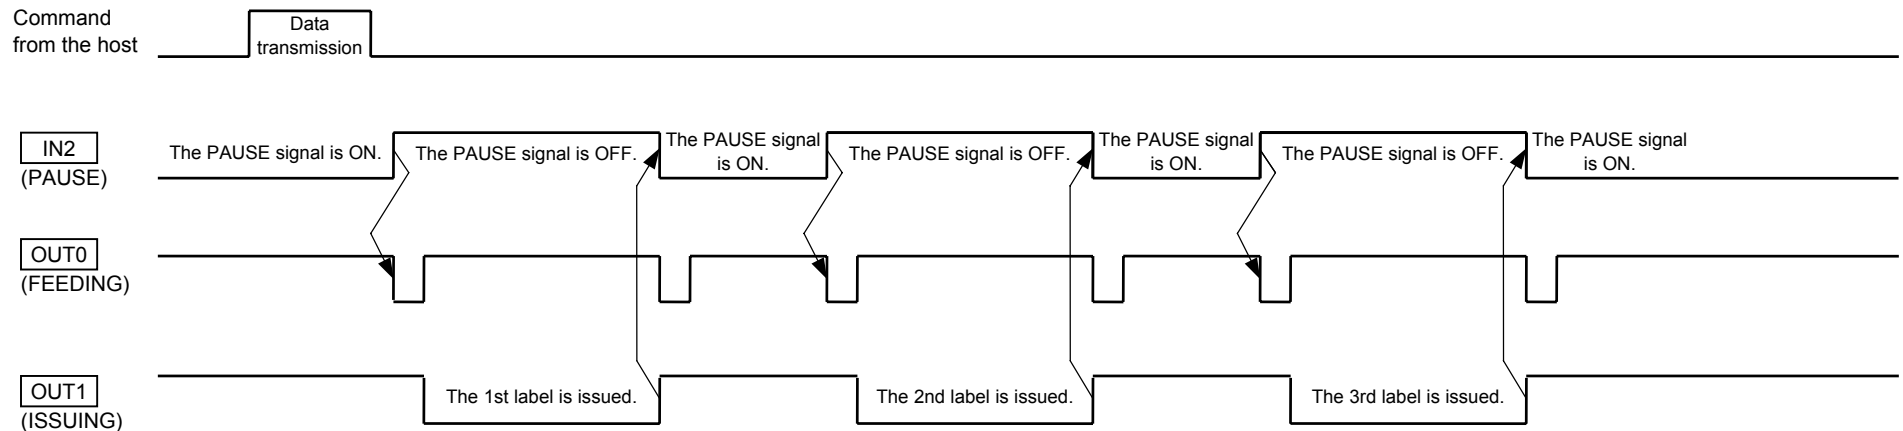 Command
from the host
Data
transmission
IN2
(PAUSE)
The PAUSE signal is ON.
The PAUSE signal is OFF.
The PAUSE signal
is ON.
The PAUSE signal is OFF.
The PAUSE signal
is ON.
The PAUSE signal is OFF.
The PAUSE signal
is ON.
OUT0
(FEEDING)
OUT1
(ISSUING)
The 1st label is issued.
The 2nd label is issued.
The 3rd label is issued.